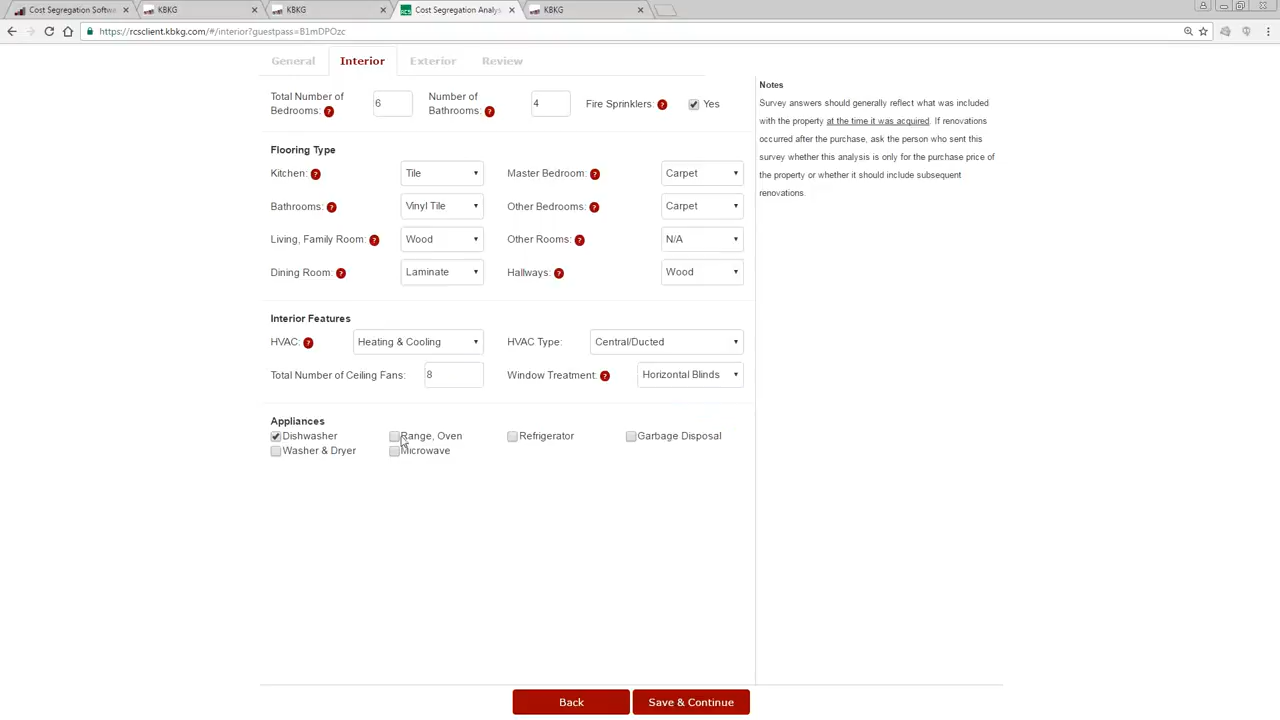 Cost Segregation Softw
KBKG
KBKG
Cost Segregation Analys
KBKG
https://rcsclient.kbkg.com/#/interior?guestpass=B1mDPOzc
General Interior Exterior Review
Total Number of Bedrooms: ? 6 Number of Bathrooms: ? 4 Fire Sprinklers: ? Yes
Flooring Type
Kitchen: ? Tile Master Bedroom: ? Carpet
Bathrooms: ? Vinyl Tile Other Bedrooms: ? Carpet
Living, Family Room: ? Wood Other Rooms: ? N/A
Dining Room: ? Laminate Hallways: ? Wood
Interior Features
HVAC: ? Heating & Cooling HVAC Type: Central/Ducted
Total Number of Ceiling Fans: 8 Window Treatment: ? Horizontal Blinds
Appliances
Dishwasher Range, Oven Refrigerator Garbage Disposal
Washer & Dryer Microwave
Back Save & Continue
Notes
Survey answers should generally reflect what was included
with the property at the time it was acquired. If renovations
occurred after the purchase, ask the person who sent this
survey whether this analysis is only for the purchase price of
the property or whether it should include subsequent
renovations.